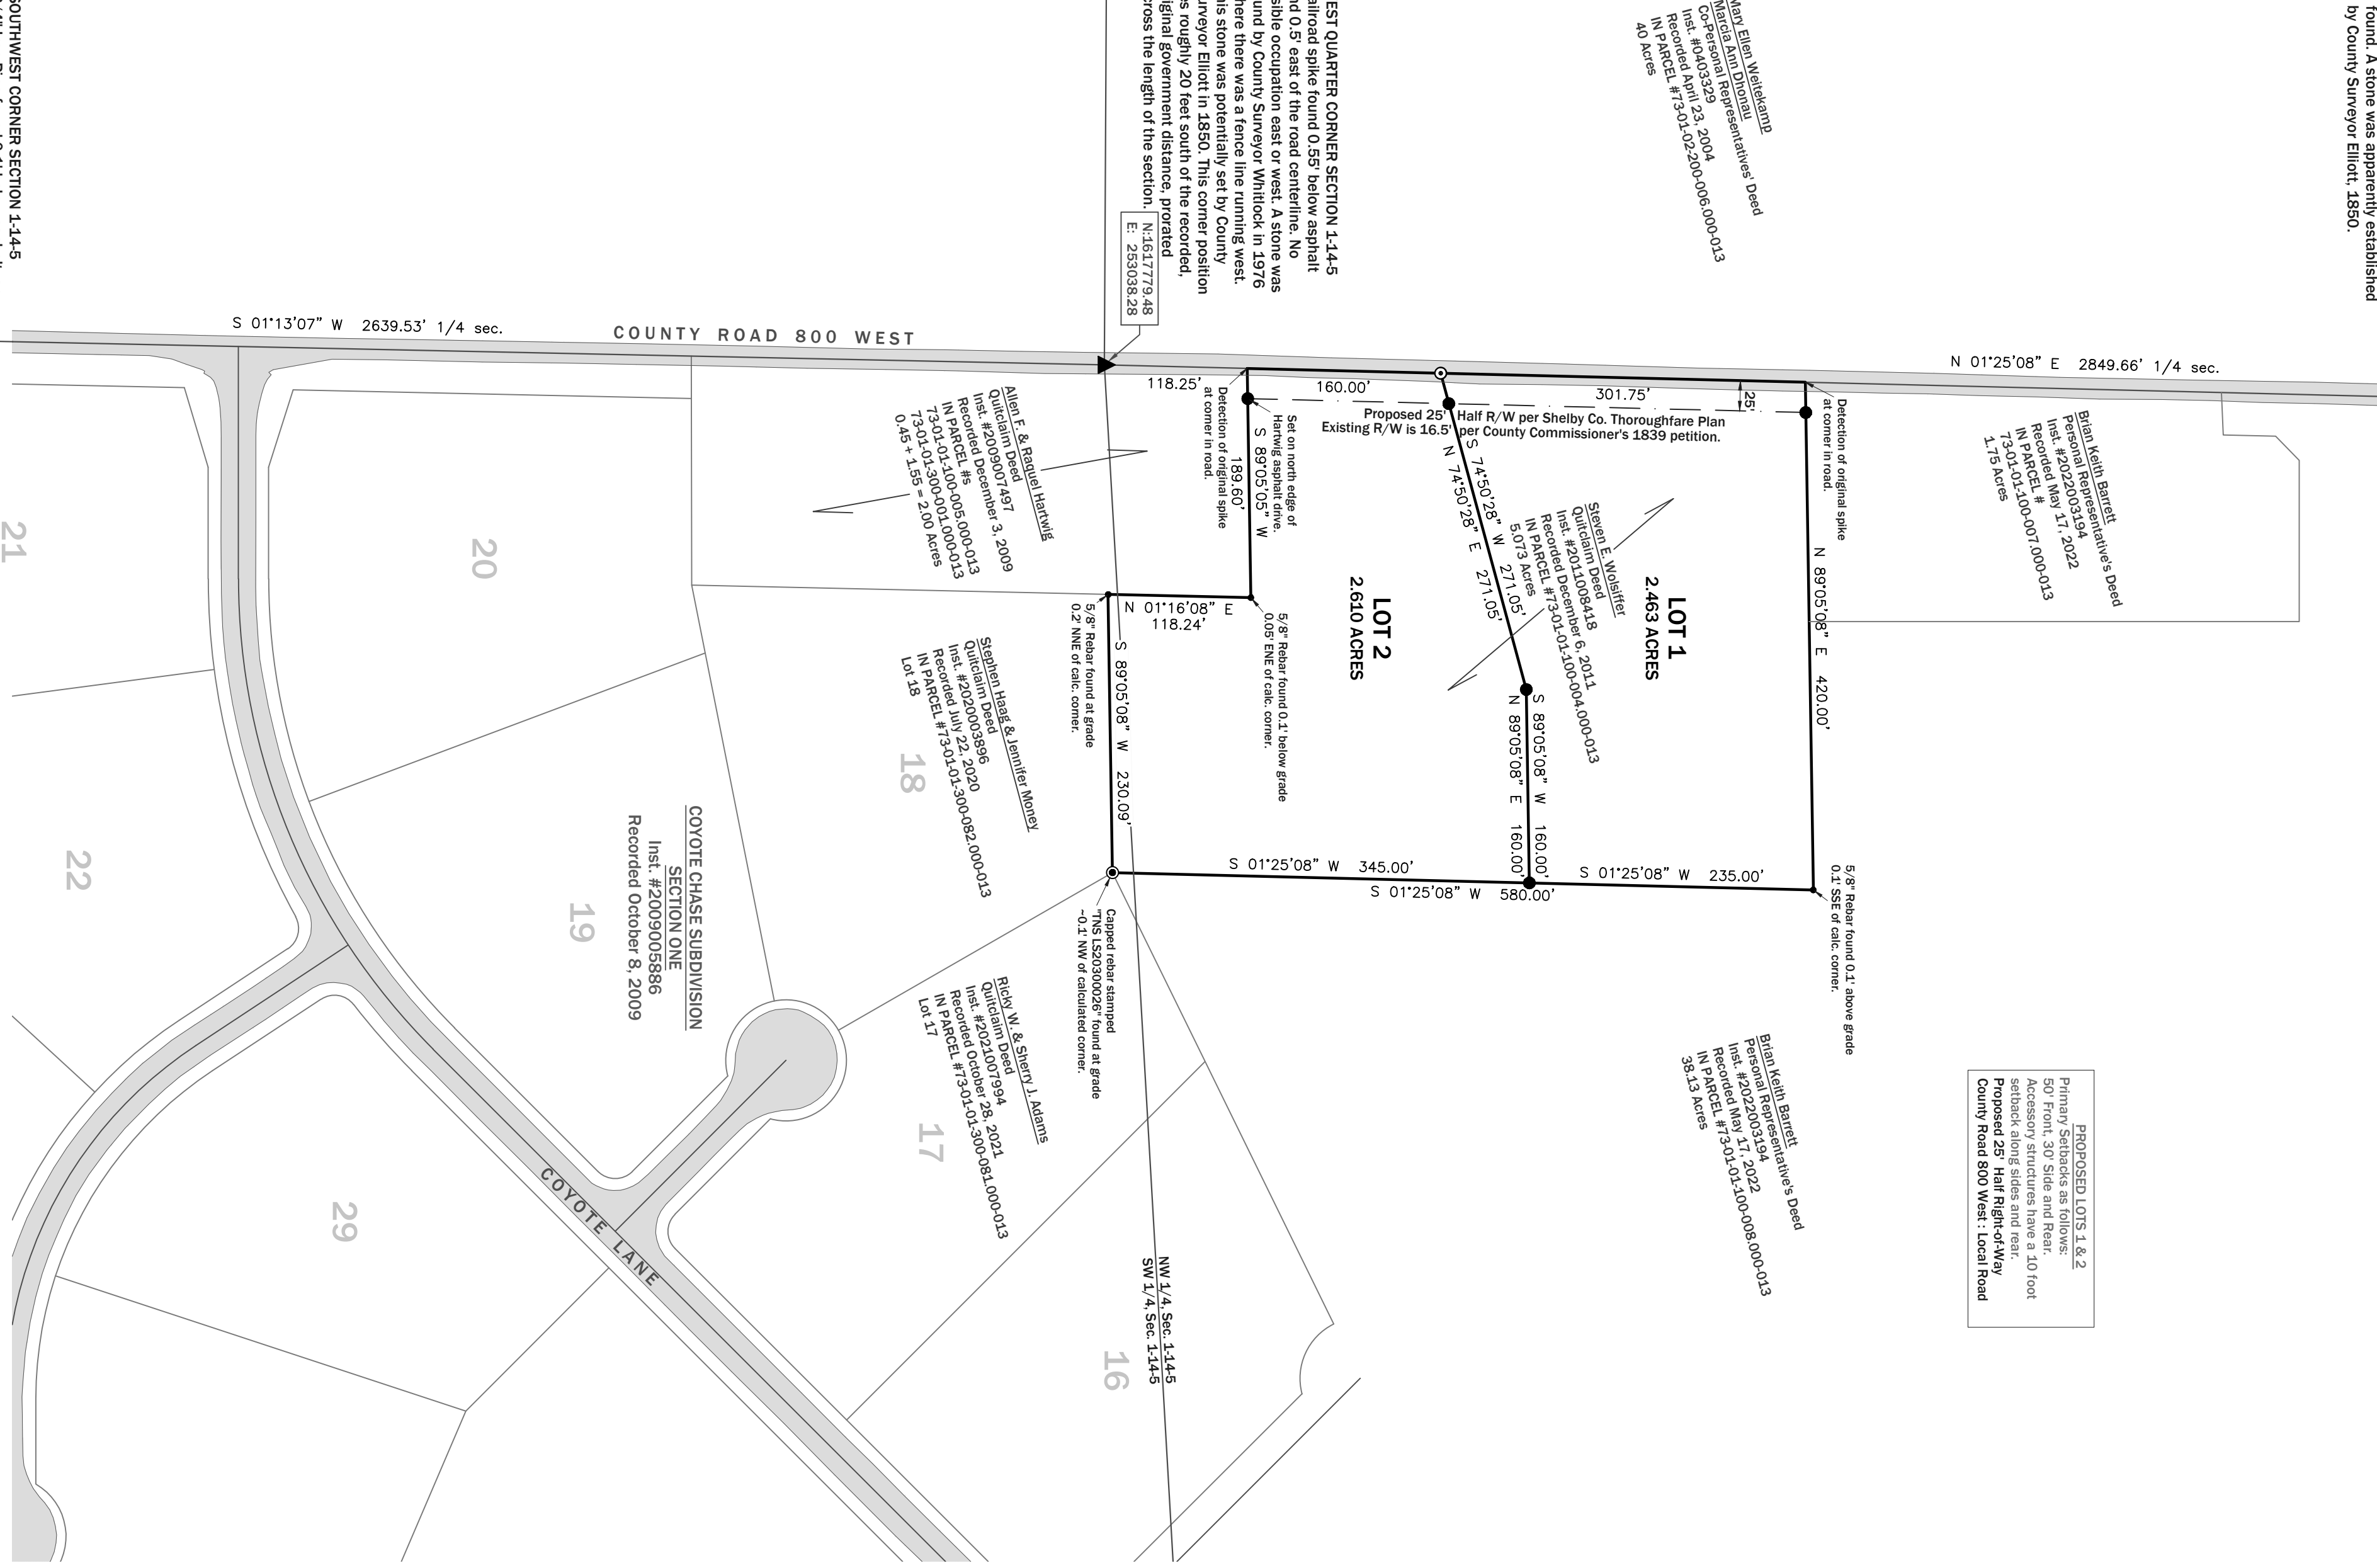 found. A stone was apparently established
by County Surveyor Elliott, 1850.
Mary Ellen Weitekamp
Marcia Ann Dhonau
Co-Personal Representatives' Deed
Inst. #0403329
Recorded April 23, 2004
IN PARCEL #73-01-02-200-006.000-013
40 Acres
EST QUARTER CORNER SECTION 1-14-5
ailroad spike found 0.55' below asphalt
nd 0.5' east of the road centerline. No
sible occupation east or west. A stone was
und by County Surveyor Whitlock in 1976
here there was a fence line running west.
his stone was potentially set by County
urveyor Elliott in 1850. This corner position
es roughly 20 feet south of the recorded,
iginal government distance, prorated
cross the length of the section.
N:1617779.48
E: 253038.28
SOUTHWEST CORNER SECTION 1-14-5
S 01°13'07" W 2639.53' 1/4 sec.
COUNTY ROAD 800 WEST
N 01°25'08" E 2849.66' 1/4 sec.
118.25'
160.00'
301.75'
25'
Proposed 25' Half R/W per Shelby Co. Thoroughfare Plan
Existing R/W is 16.5' per County Commissioner's 1839 petition.
Detection of original spike
at corner in road.
Detection of original spike
at corner in road.
Set on north edge of
Hartwig asphalt drive.
S 89°05'05" W
189.60'
Brian Keith Barrett
Personal Representative's Deed
Inst. #2022003194
Recorded May 17, 2022
IN PARCEL #
73-01-01-100-007.000-013
1.75 Acres
Allen F. & Raquel Hartwig
Quitclaim Deed
Inst. #2009007497
Recorded December 3, 2009
IN PARCEL #s
73-01-01-100-005.000-013
73-01-01-300-001.000-013
0.45 + 1.55 = 2.00 Acres
S 74°50'28" W 271.05'
N 74°50'28" E 271.05'
Steven E. Wolsiffer
Quitclaim Deed
Inst. #2011008418
Recorded December 6, 2011
IN PARCEL #73-01-01-100-004.000-013
5.073 Acres
LOT 1
2.463 ACRES
LOT 2
2.610 ACRES
N 89°05'08" E 420.00'
N 01°16'08" E
118.24'
5/8" Rebar found 0.1' below grade
0.05' ENE of calc. corner.
5/8" Rebar found at grade
0.2' NNE of calc. corner.
S 89°05'08" W 230.09'
S 89°05'08" W 160.00'
N 89°05'08" E 160.00'
S 01°25'08" W 345.00'
S 01°25'08" W 235.00'
S 01°25'08" W 580.00'
5/8" Rebar found 0.1' above grade
0.1' SSE of calc. corner.
Capped rebar stamped
"TNS LS20300026" found at grade
~0.1' NW of calculated corner.
Stephen Haag & Jennifer Money
Quitclaim Deed
Inst. #2020003896
Recorded July 22, 2020
IN PARCEL #73-01-01-300-082.000-013
Lot 18
Ricky W. & Sherry J. Adams
Quitclaim Deed
Inst. #2021007994
Recorded October 28, 2021
IN PARCEL #73-01-01-300-081.000-013
Lot 17
COYOTE CHASE SUBDIVISION
SECTION ONE
Inst. #2009005886
Recorded October 8, 2009
Brian Keith Barrett
Personal Representative's Deed
Inst. #2022003194
Recorded May 17, 2022
IN PARCEL #73-01-01-100-008.000-013
38.13 Acres
PROPOSED LOTS 1 & 2
Primary Setbacks as follows:
50' Front, 30' Side and Rear.
Accessory structures have a 10 foot
setback along sides and rear.
Proposed 25' Half Right-of-Way
County Road 800 West : Local Road
NW 1/4, Sec. 1-14-5
SW 1/4, Sec. 1-14-5
COYOTE LANE
21
20
22
19
18
17
16
29